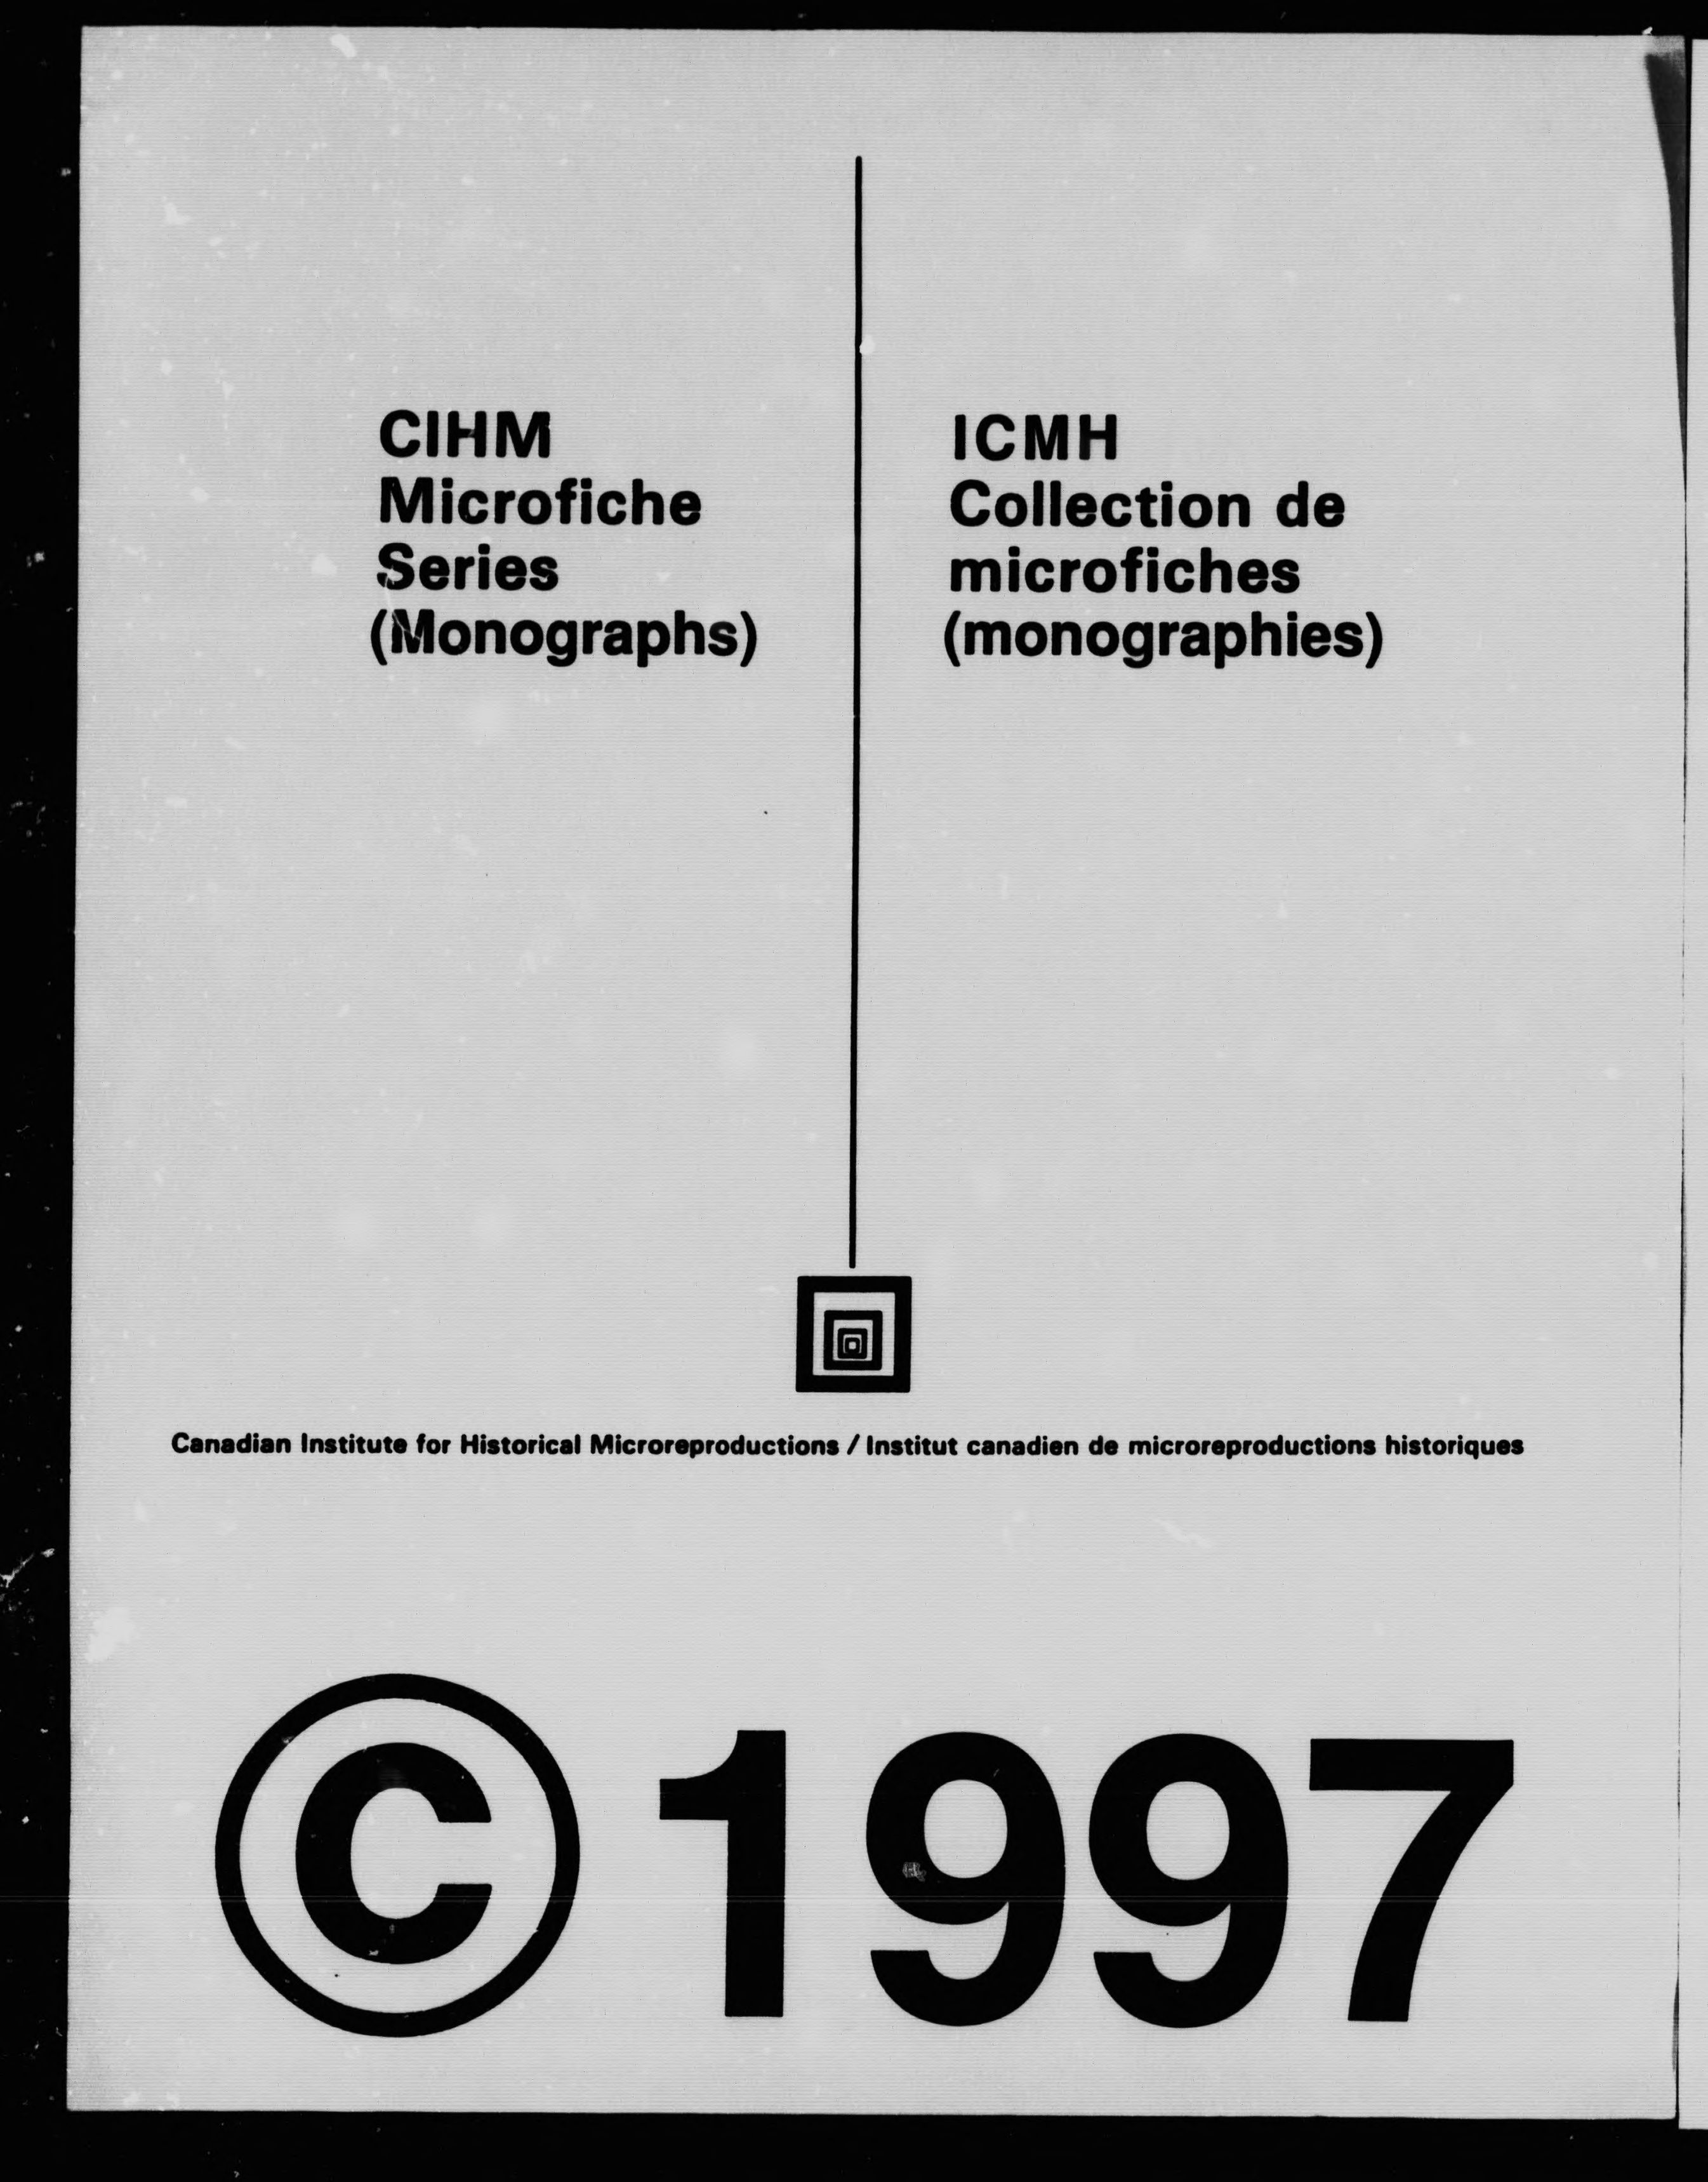 CIHM
Microfiche
Series
(Monographs)
ICMH
Collection de
microfiches
(monographies)
Canadian Institute for Historical Microreproductions / Institut canadien de microreproductions historiques
© 1997